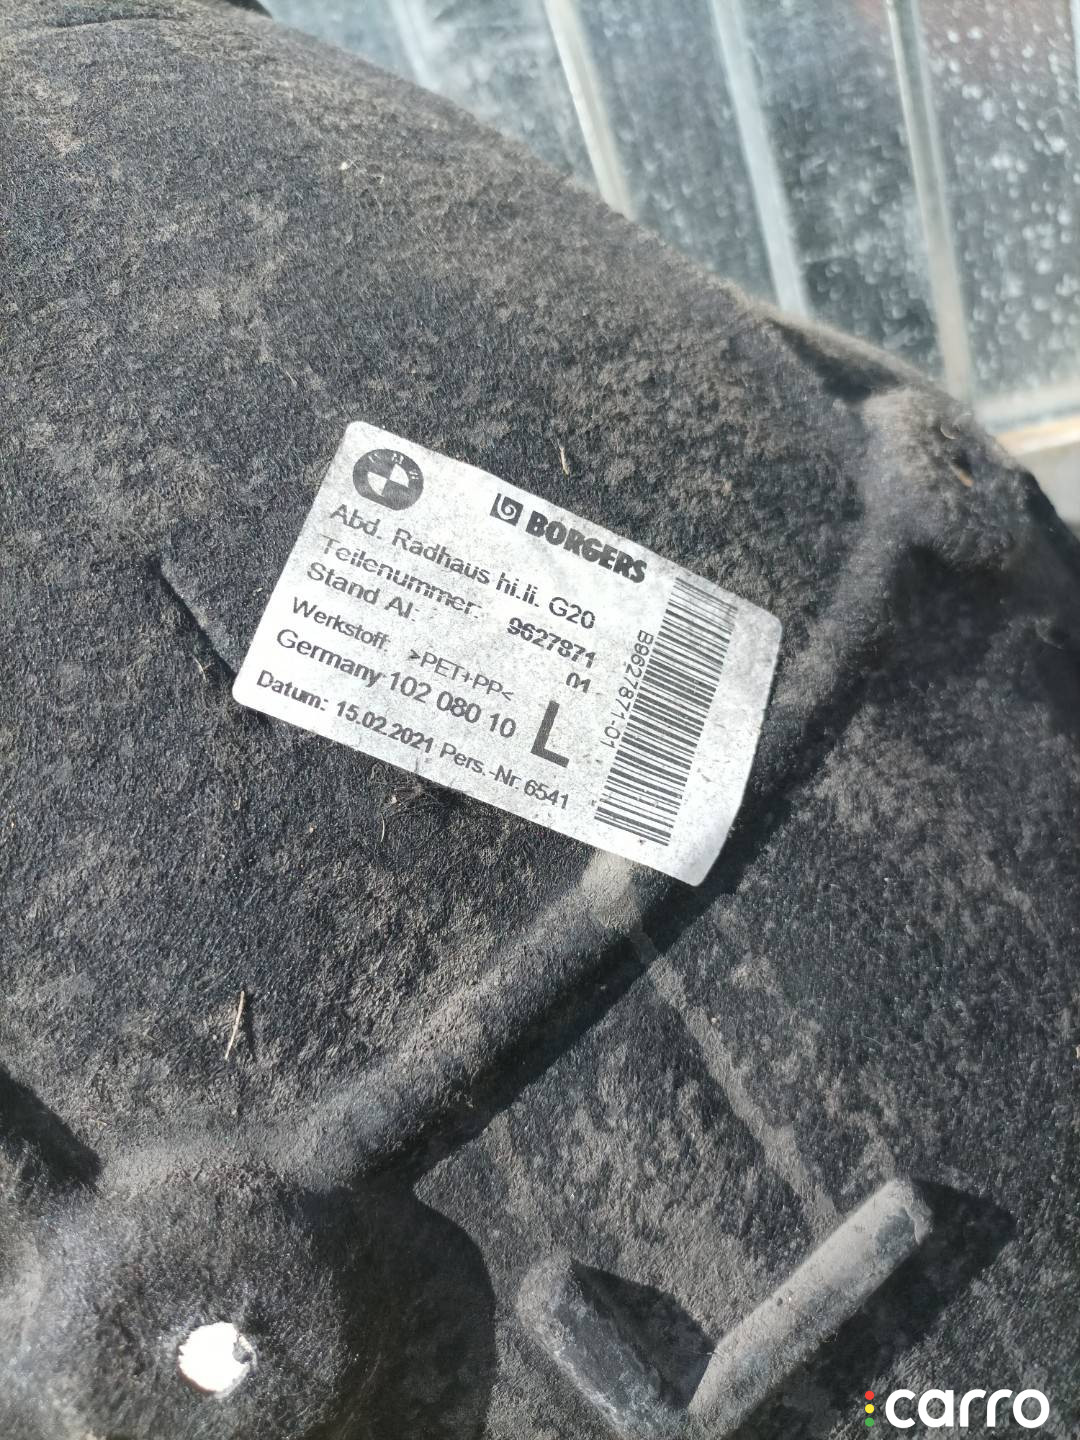 BORGERS
Abd. Radhaus hi.li. G20
Teilenummer: 9627871
Stand AI: 01
Werkstoff: >PET+PP<
Germany 102 080 10
L
Datum: 15.02.2021 Pers.-Nr. 6541
B9627871-01
carro